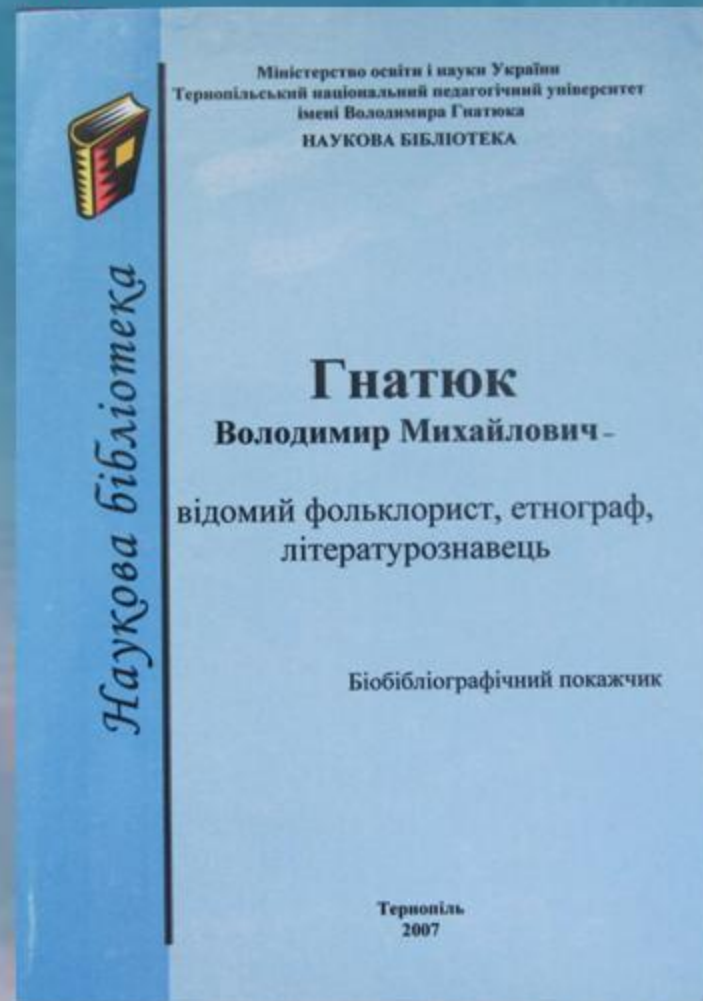 Міністерство освіти і науки України
Тернопільський національний педагогічний університет
імені Володимира Гнатюка
НАУКОВА БІБЛІОТЕКА
Наукова бібліотека
Гнатюк
Володимир Михайлович –
відомий фольклорист, етнограф,
літературознавець
Біобібліографічний покажчик
Тернопіль
2007